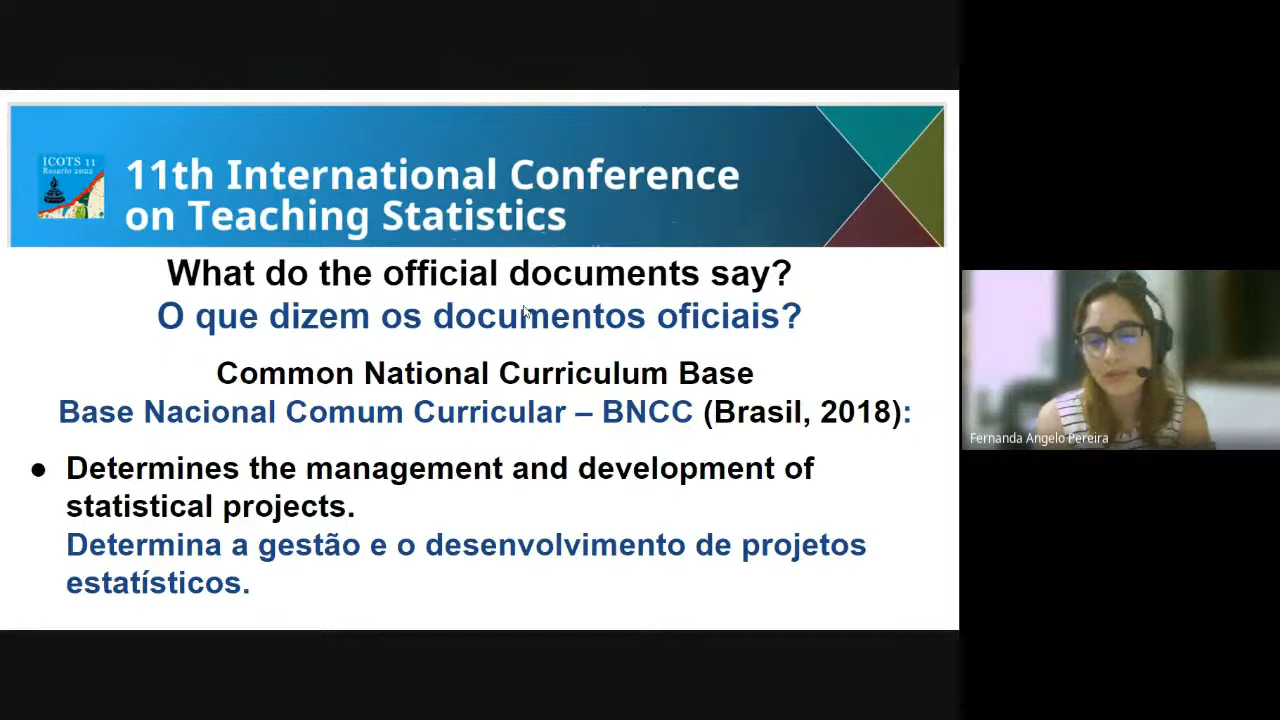 ICOTS 11
Rosario 2022
11th International Conference
on Teaching Statistics
What do the official documents say?
O que dizem os documentos oficiais?
Common National Curriculum Base
Base Nacional Comum Curricular – BNCC (Brasil, 2018):
● Determines the management and development of
statistical projects.
Determina a gestão e o desenvolvimento de projetos
estatísticos.
Fernanda Angelo Pereira